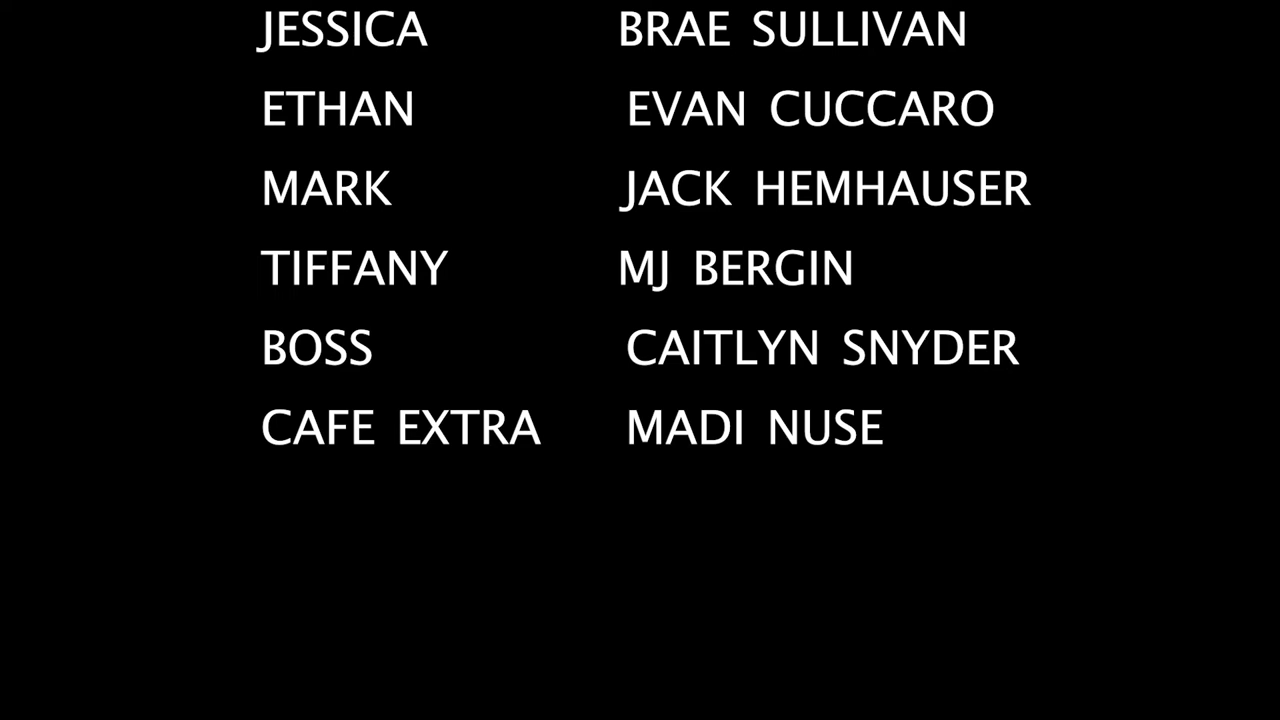 JESSICA BRAE SULLIVAN
ETHAN EVAN CUCCARO
MARK JACK HEMHAUSER
TIFFANY MJ BERGIN
BOSS CAITLYN SNYDER
CAFE EXTRA MADI NUSE